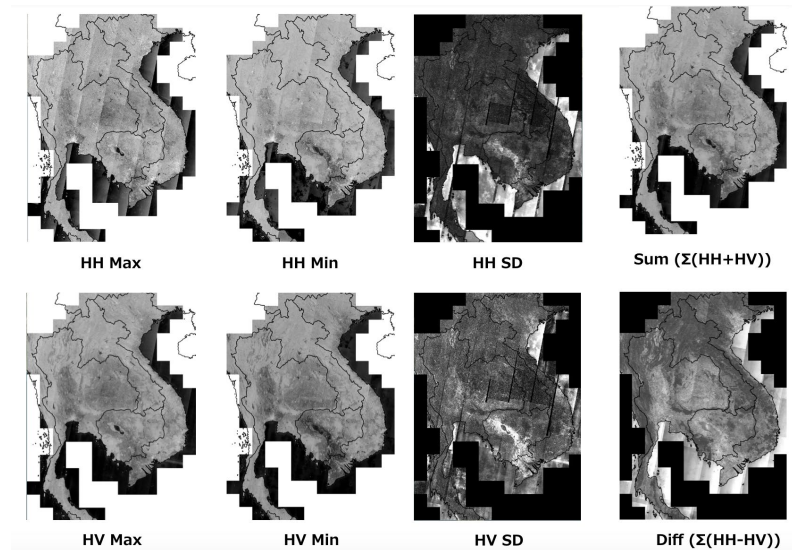 HH Max
HH Min
HH SD
Sum (Σ(HH+HV))
HV Max
HV Min
HV SD
Diff (Σ(HH-HV))